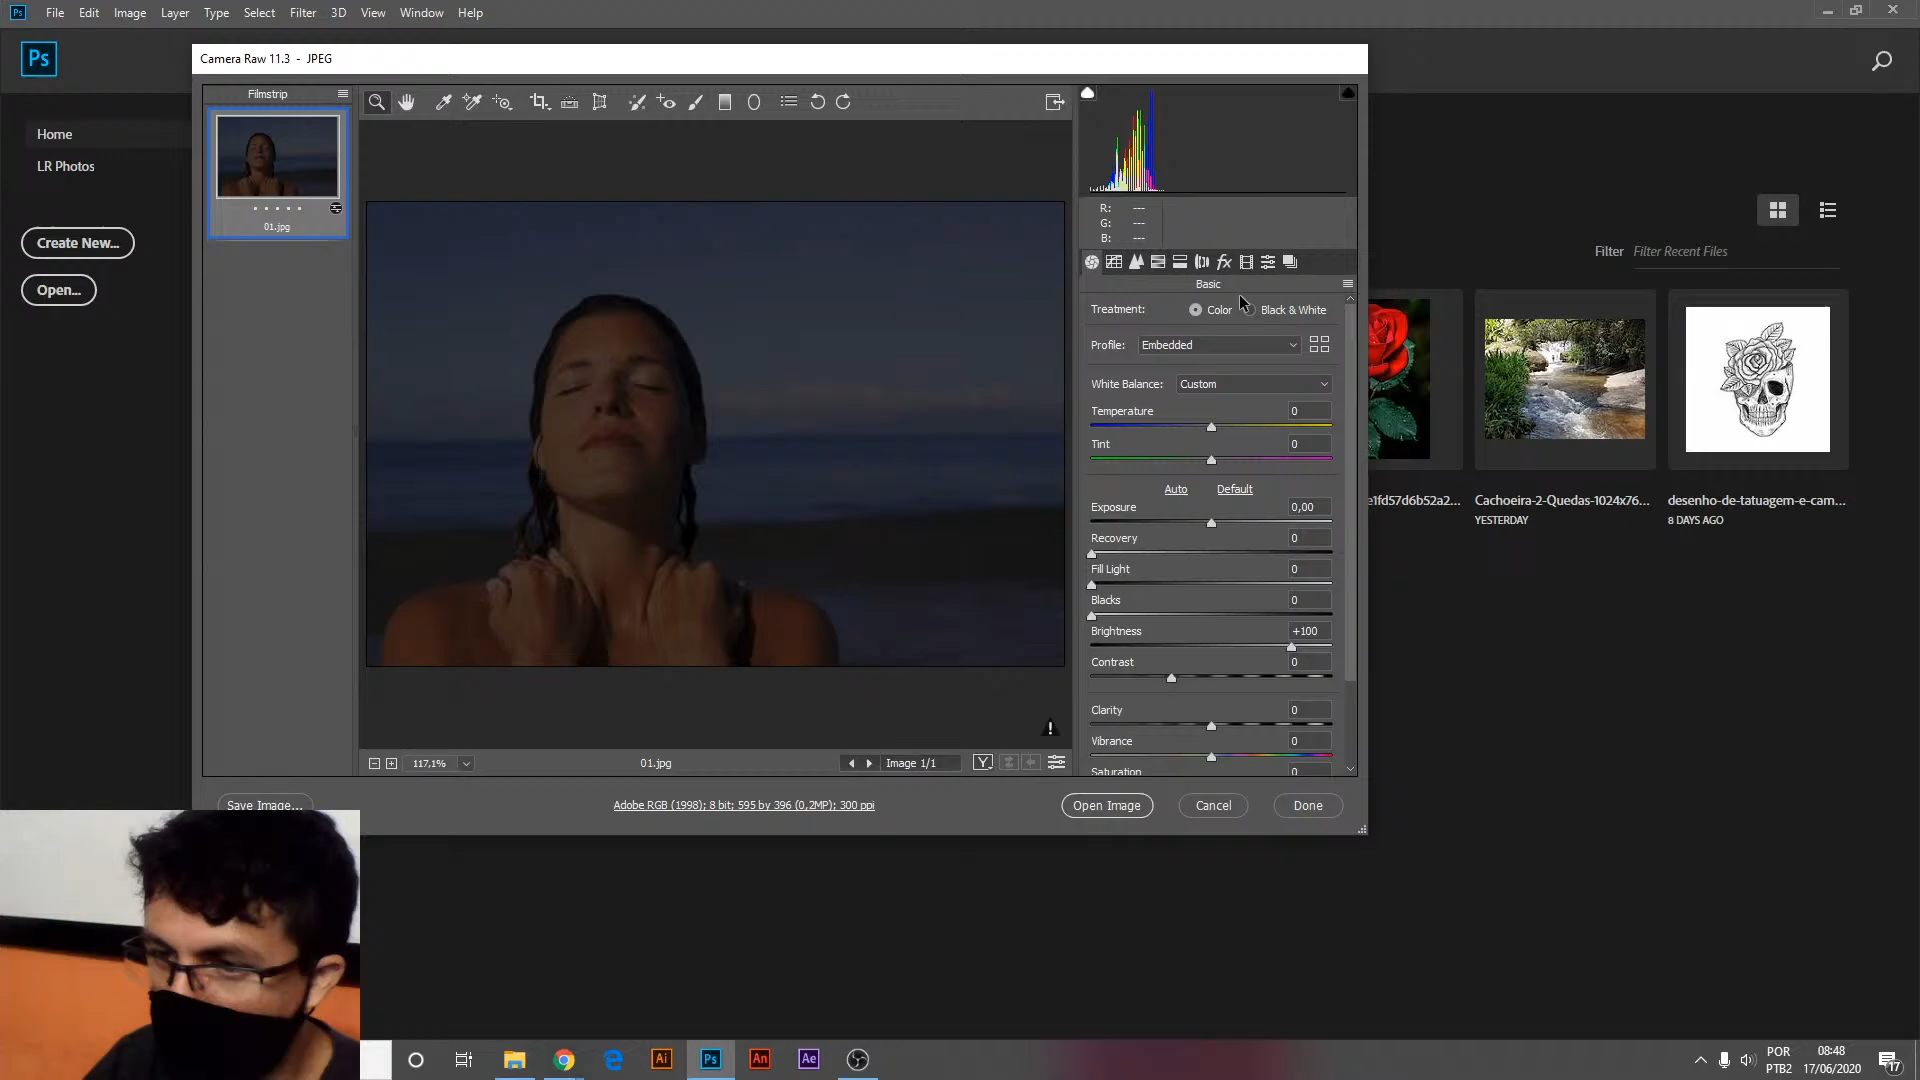 Ps File Edit Image Layer Type Select Filter 3D View Window Help
Ps
Home
LR Photos
Create New...
Open...
Camera Raw 11.3 - JPEG
Filmstrip
01.jpg
117,1%
01.jpg
Image 1/1
Save Image...
Adobe RGB (1998); 8 bit; 595 by 396 (0,2MP); 300 ppi
Open Image
Cancel
Done
R: ---
G: ---
B: ---
fx
Basic
Treatment: Color Black & White
Profile: Embedded
White Balance: Custom
Temperature 0
Tint 0
Auto Default
Exposure 0,00
Recovery 0
Fill Light 0
Blacks 0
Brightness +100
Contrast 0
Clarity 0
Vibrance 0
Saturation 0
Filter Filter Recent Files
e1fd57d6b52a2...
Cachoeira-2-Quedas-1024x76...
YESTERDAY
desenho-de-tatuagem-e-cam...
8 DAYS AGO
Ai Ps An Ae
POR
PTB2
08:48
17/06/2020
17